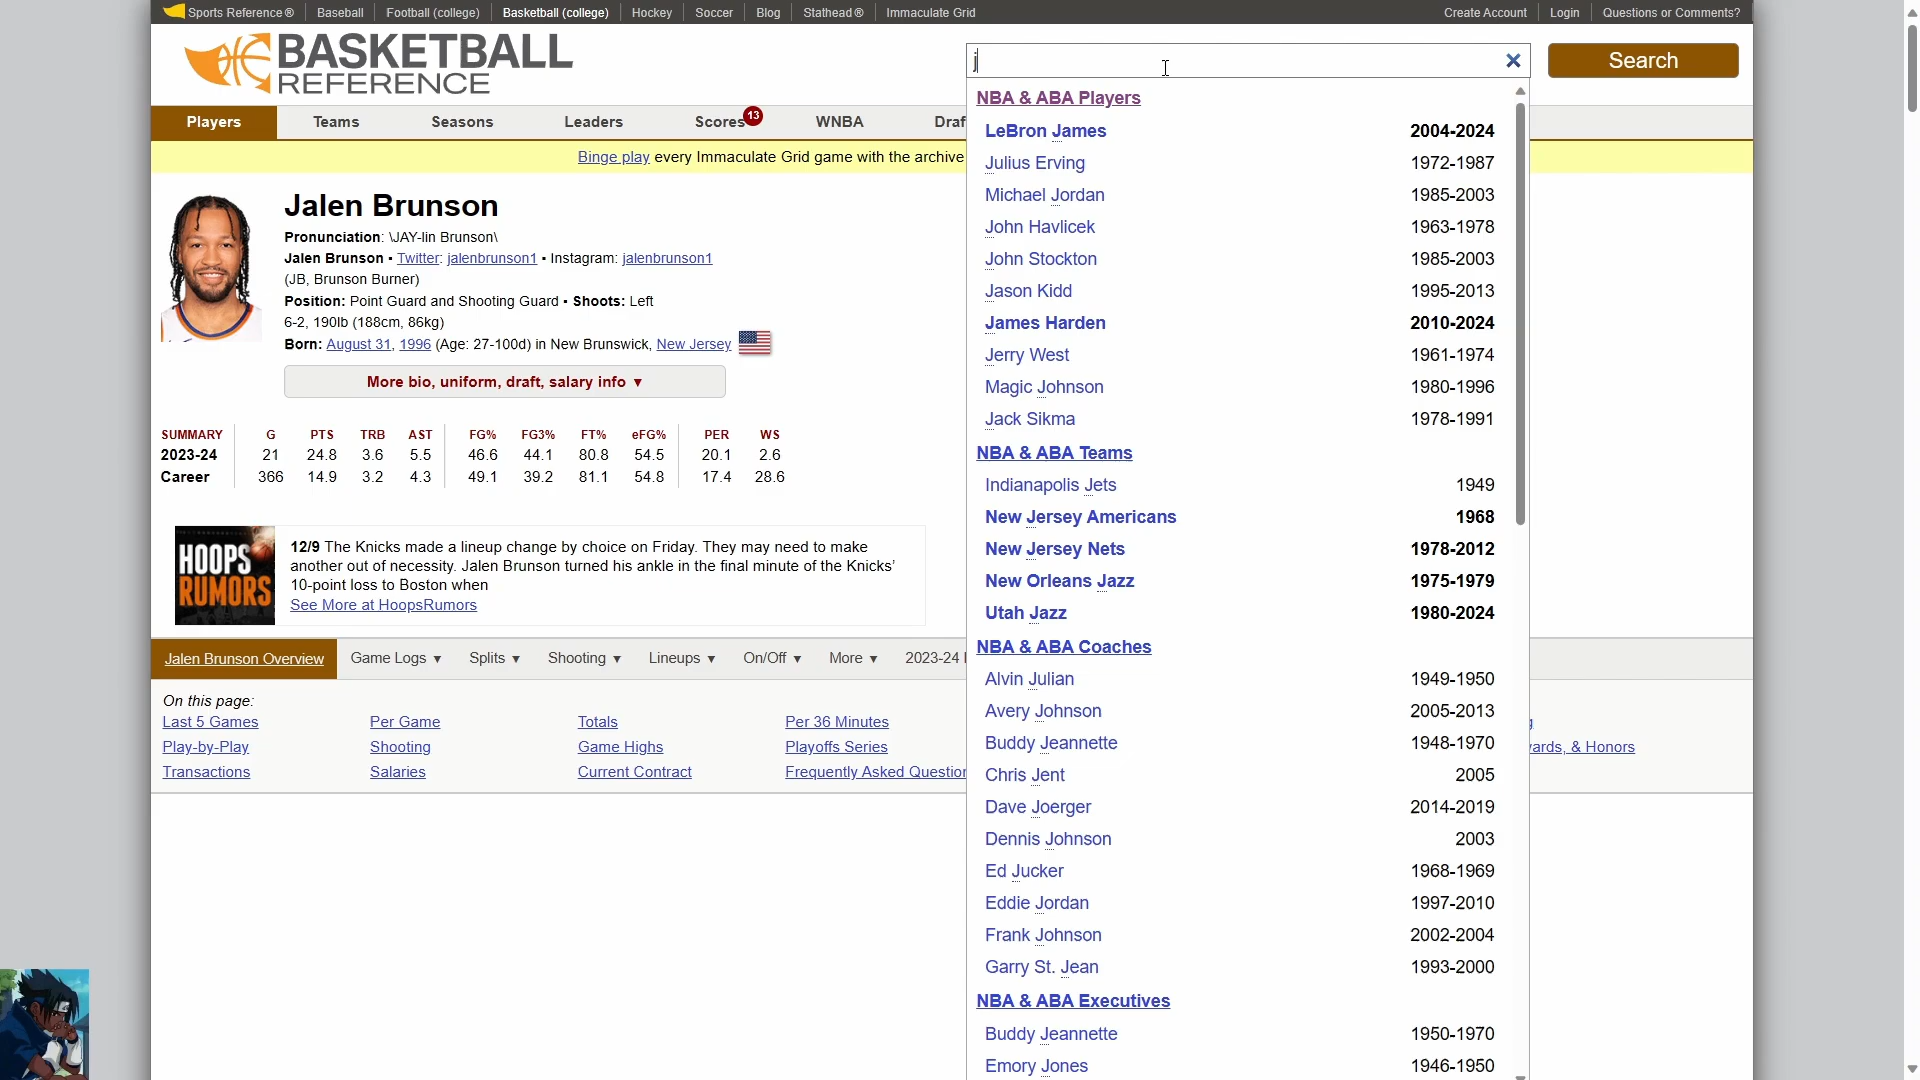 Sports Reference®
Baseball
Football (college)
Basketball (college)
Hockey
Soccer
Blog
Stathead®
Immaculate Grid
Create Account
Login
Questions or Comments?
BASKETBALL
REFERENCE
j
Search
Players
Teams
Seasons
Leaders
Scores
13
WNBA
Draf
Binge play every Immaculate Grid game with the archive
Jalen Brunson
Pronunciation: \JAY-lin Brunson\
Jalen Brunson ▪ Twitter: jalenbrunson1 ▪ Instagram: jalenbrunson1
(JB, Brunson Burner)
Position: Point Guard and Shooting Guard ▪ Shoots: Left
6-2, 190lb (188cm, 86kg)
Born: August 31, 1996 (Age: 27-100d) in New Brunswick, New Jersey
More bio, uniform, draft, salary info ▼
SUMMARY G PTS TRB AST FG% FG3% FT% eFG% PER WS
2023-24 21 24.8 3.6 5.5 46.6 44.1 80.8 54.5 20.1 2.6
Career 366 14.9 3.2 4.3 49.1 39.2 81.1 54.8 17.4 28.6
HOOPS
RUMORS
12/9 The Knicks made a lineup change by choice on Friday. They may need to make
another out of necessity. Jalen Brunson turned his ankle in the final minute of the Knicks'
10-point loss to Boston when
See More at HoopsRumors
Jalen Brunson Overview
Game Logs ▼
Splits ▼
Shooting ▼
Lineups ▼
On/Off ▼
More ▼
2023-24
On this page:
Last 5 Games Per Game Totals Per 36 Minutes
Play-by-Play Shooting Game Highs Playoffs Series
Transactions Salaries Current Contract Frequently Asked Question
ards, & Honors
NBA & ABA Players
LeBron James 2004-2024
Julius Erving 1972-1987
Michael Jordan 1985-2003
John Havlicek 1963-1978
John Stockton 1985-2003
Jason Kidd 1995-2013
James Harden 2010-2024
Jerry West 1961-1974
Magic Johnson 1980-1996
Jack Sikma 1978-1991
NBA & ABA Teams
Indianapolis Jets 1949
New Jersey Americans 1968
New Jersey Nets 1978-2012
New Orleans Jazz 1975-1979
Utah Jazz 1980-2024
NBA & ABA Coaches
Alvin Julian 1949-1950
Avery Johnson 2005-2013
Buddy Jeannette 1948-1970
Chris Jent 2005
Dave Joerger 2014-2019
Dennis Johnson 2003
Ed Jucker 1968-1969
Eddie Jordan 1997-2010
Frank Johnson 2002-2004
Garry St. Jean 1993-2000
NBA & ABA Executives
Buddy Jeannette 1950-1970
Emory Jones 1946-1950